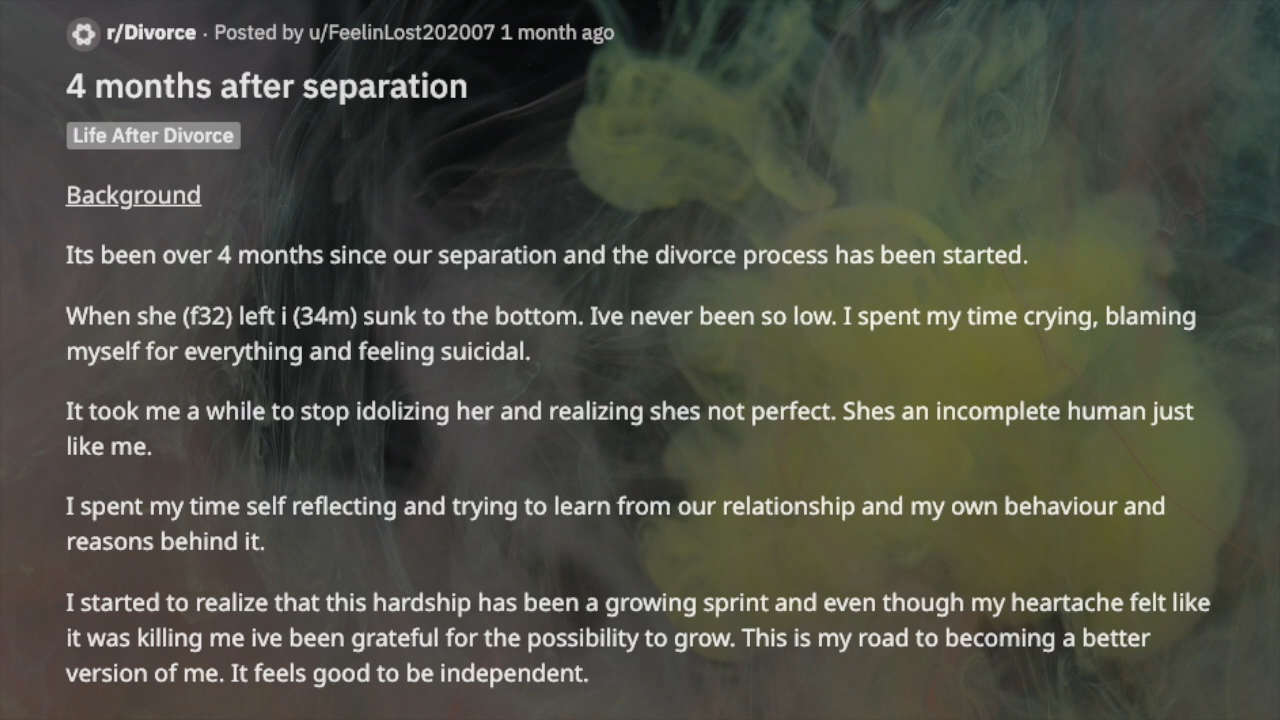 r/Divorce · Posted by u/FeelinLost202007 1 month ago
4 months after separation
Life After Divorce
Background
Its been over 4 months since our separation and the divorce process has been started.
When she (f32) left i (34m) sunk to the bottom. Ive never been so low. I spent my time crying, blaming
myself for everything and feeling suicidal.
It took me a while to stop idolizing her and realizing shes not perfect. Shes an incomplete human just
like me.
I spent my time self reflecting and trying to learn from our relationship and my own behaviour and
reasons behind it.
I started to realize that this hardship has been a growing sprint and even though my heartache felt like
it was killing me ive been grateful for the possibility to grow. This is my road to becoming a better
version of me. It feels good to be independent.